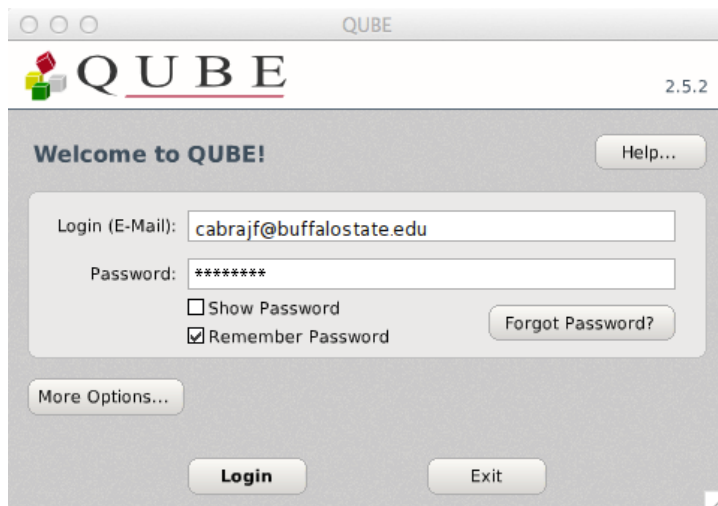 QUBE
QUBE
2.5.2
Welcome to QUBE!
Help...
Login (E-Mail): cabrajf@buffalostate.edu
Password: ********
Show Password
Remember Password
Forgot Password?
More Options...
Login
Exit